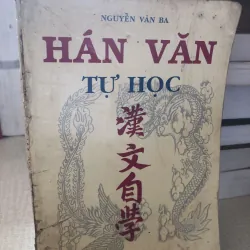 NGUYỄN VĂN BA
HÁN VĂN
TỰ HỌC
漢
文
自
學